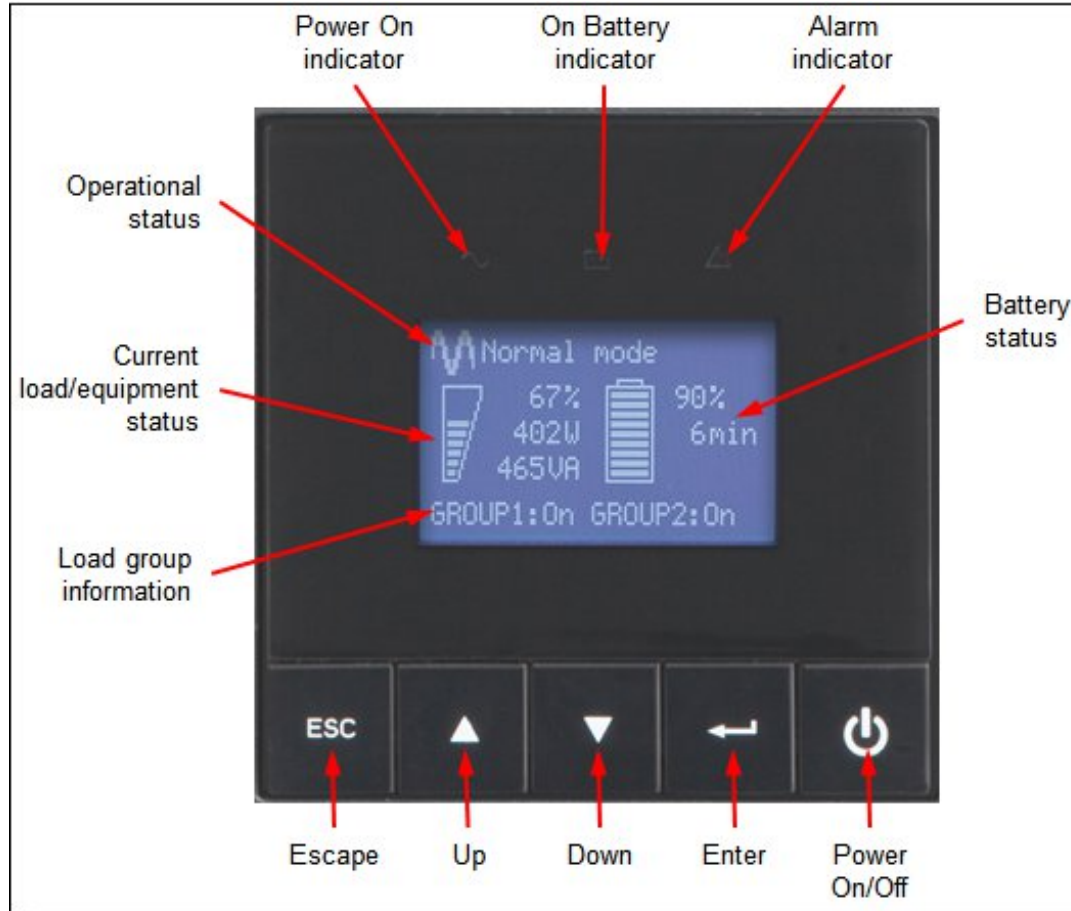 Power On
indicator
On Battery
indicator
Alarm
indicator
Operational
status
Battery
status
Current
load/equipment
status
Normal mode
67%
402W
465VA
90%
6min
GROUP1:On GROUP2:On
Load group
information
ESC
Escape
Up
Down
Enter
Power
On/Off